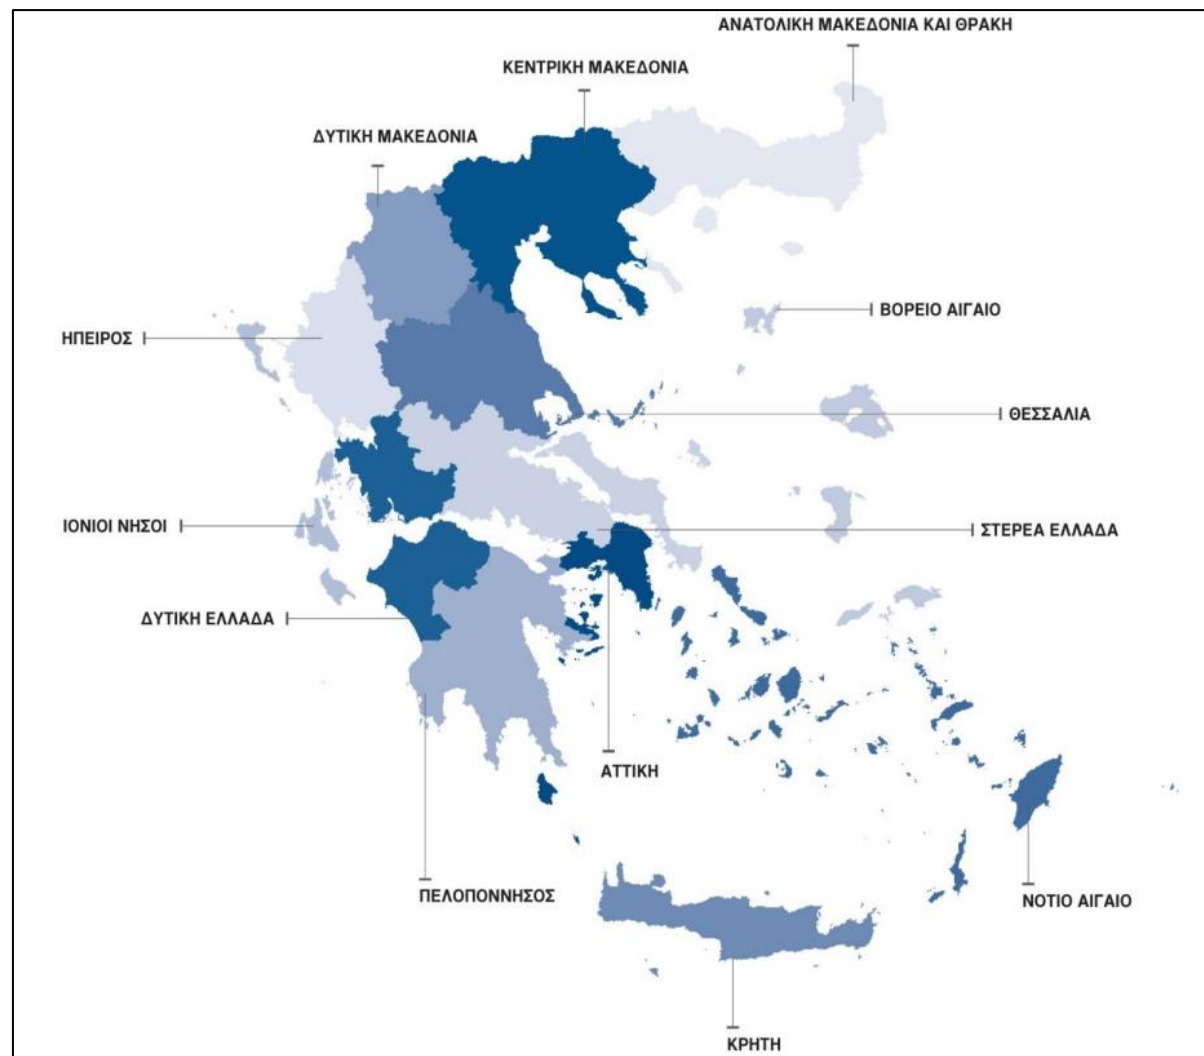 ΑΝΑΤΟΛΙΚΗ ΜΑΚΕΔΟΝΙΑ ΚΑΙ ΘΡΑΚΗ
ΚΕΝΤΡΙΚΗ ΜΑΚΕΔΟΝΙΑ
ΔΥΤΙΚΗ ΜΑΚΕΔΟΝΙΑ
ΒΟΡΕΙΟ ΑΙΓΑΙΟ
ΗΠΕΙΡΟΣ
ΘΕΣΣΑΛΙΑ
ΙΟΝΙΟΙ ΝΗΣΟΙ
ΣΤΕΡΕΑ ΕΛΛΑΔΑ
ΔΥΤΙΚΗ ΕΛΛΑΔΑ
ΑΤΤΙΚΗ
ΠΕΛΟΠΟΝΝΗΣΟΣ
ΝΟΤΙΟ ΑΙΓΑΙΟ
ΚΡΗΤΗ